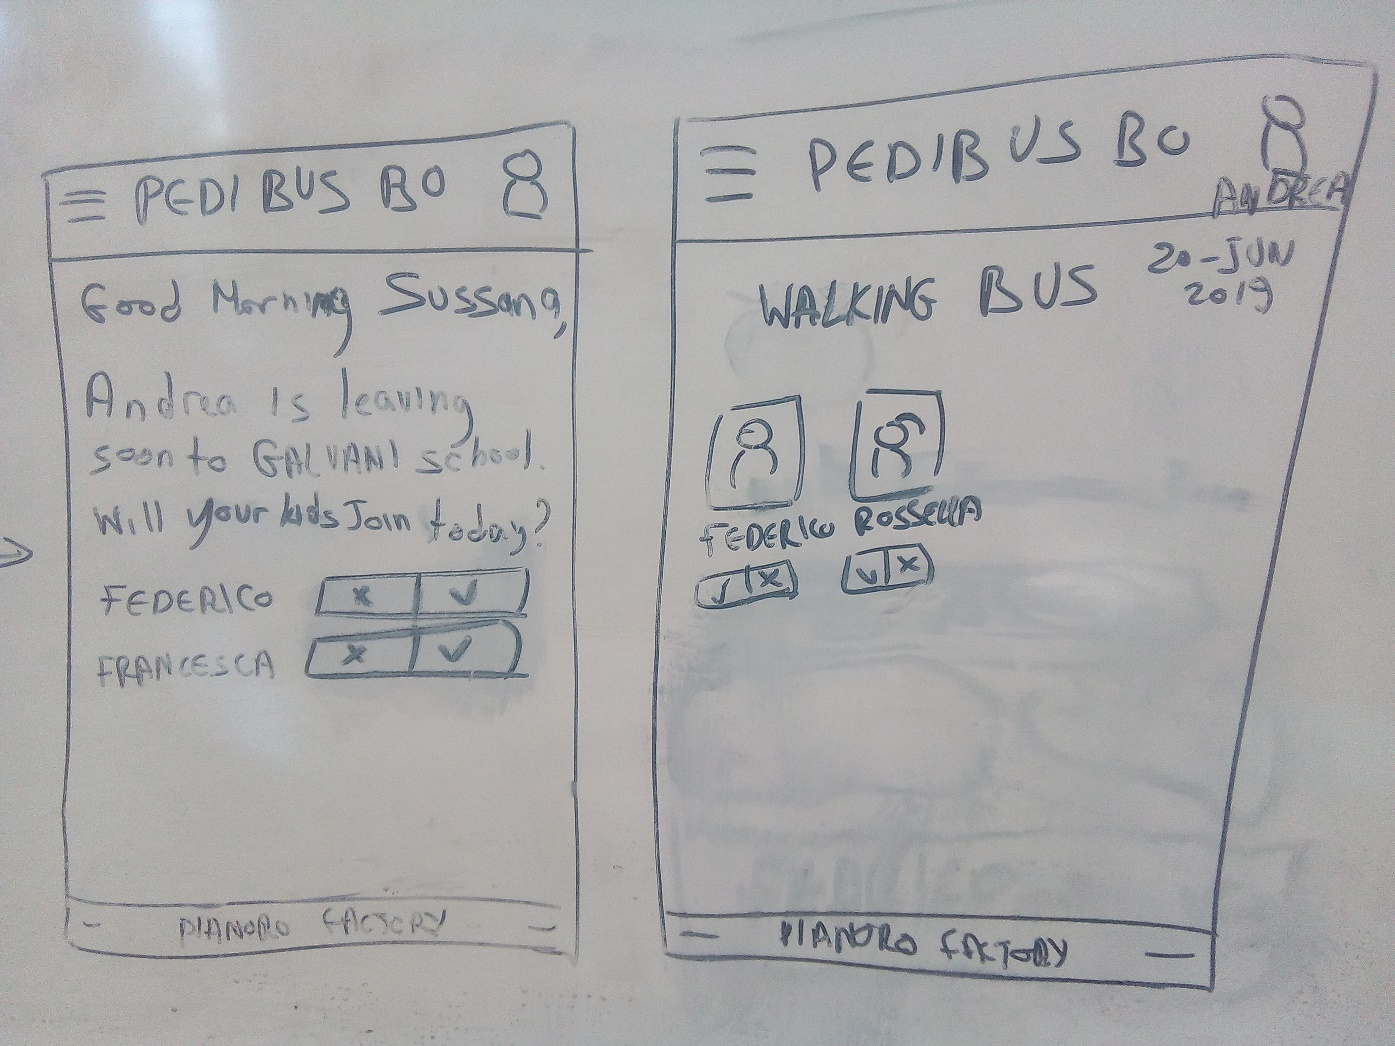 PEDIBUS BO
Good Morning Sussana,
Andrea is leaving
soon to GALVANI school.
Will your kids Join today?
FEDERICO
x ✓
FRANCESCA
x ✓
PIANORO FACTORY
PEDIBUS BO
ANDREA
WALKING BUS
20-JUN
2019
FEDERICO ROSSELLA
✓ x ✓ x
PIANORO FACTORY